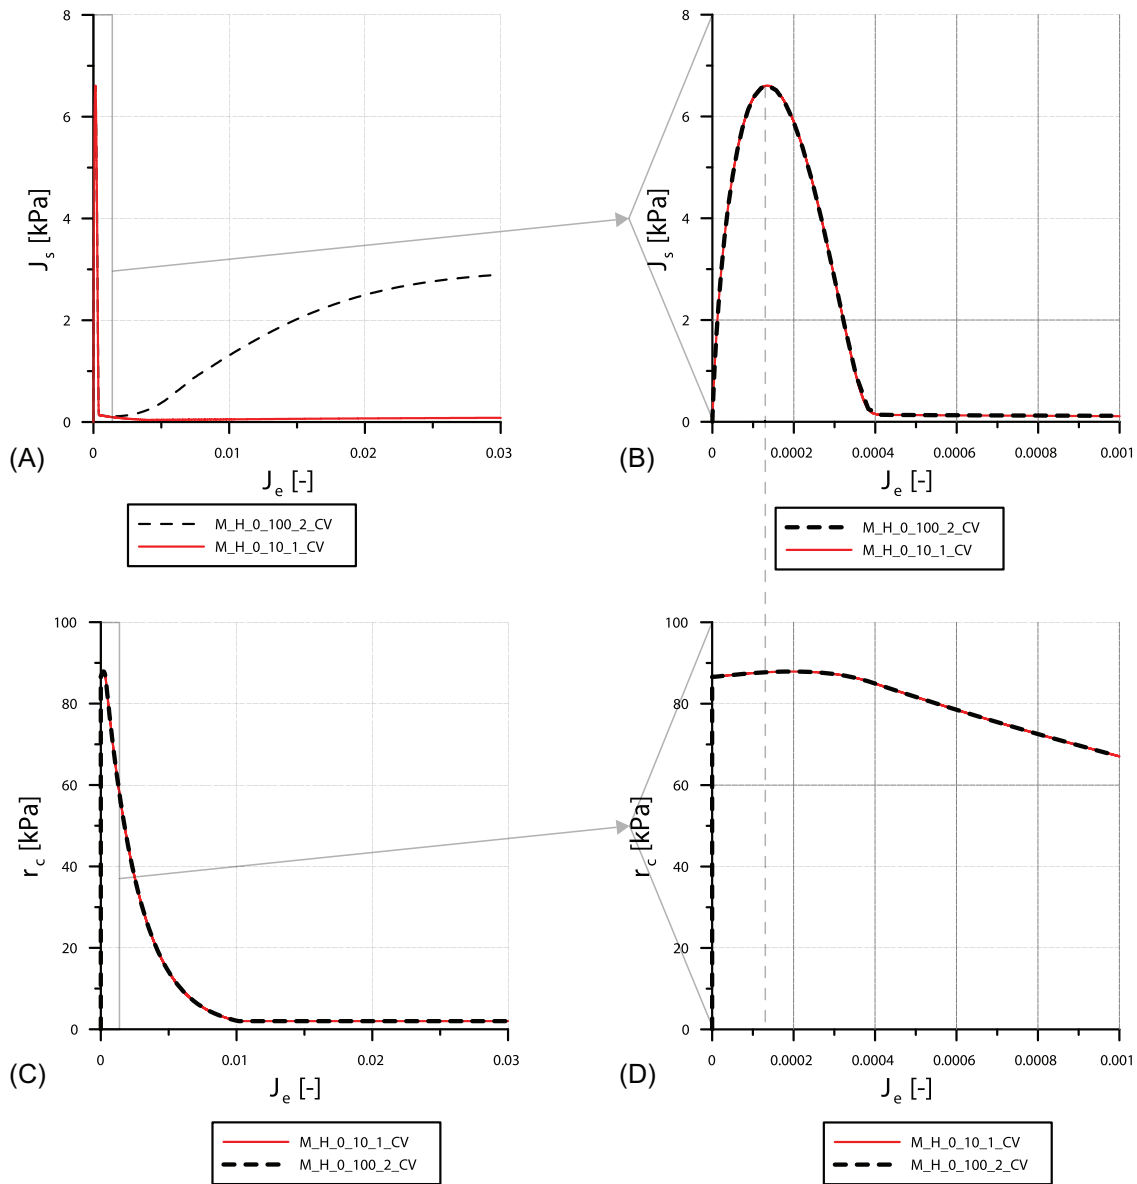 8
6
4
2
0
J_s [kPa]
0
0.01
0.02
0.03
(A)
J_e [-]
M_H_0_100_2_CV
M_H_0_10_1_CV
8
6
4
2
0
J_s [kPa]
0
0.0002
0.0004
0.0006
0.0008
0.001
(B)
J_e [-]
M_H_0_100_2_CV
M_H_0_10_1_CV
100
80
60
40
20
0
r_c [kPa]
0
0.01
0.02
0.03
(C)
J_e [-]
M_H_0_10_1_CV
M_H_0_100_2_CV
100
80
60
40
20
0
r_c [kPa]
0
0.0002
0.0004
0.0006
0.0008
0.001
(D)
J_e [-]
M_H_0_10_1_CV
M_H_0_100_2_CV